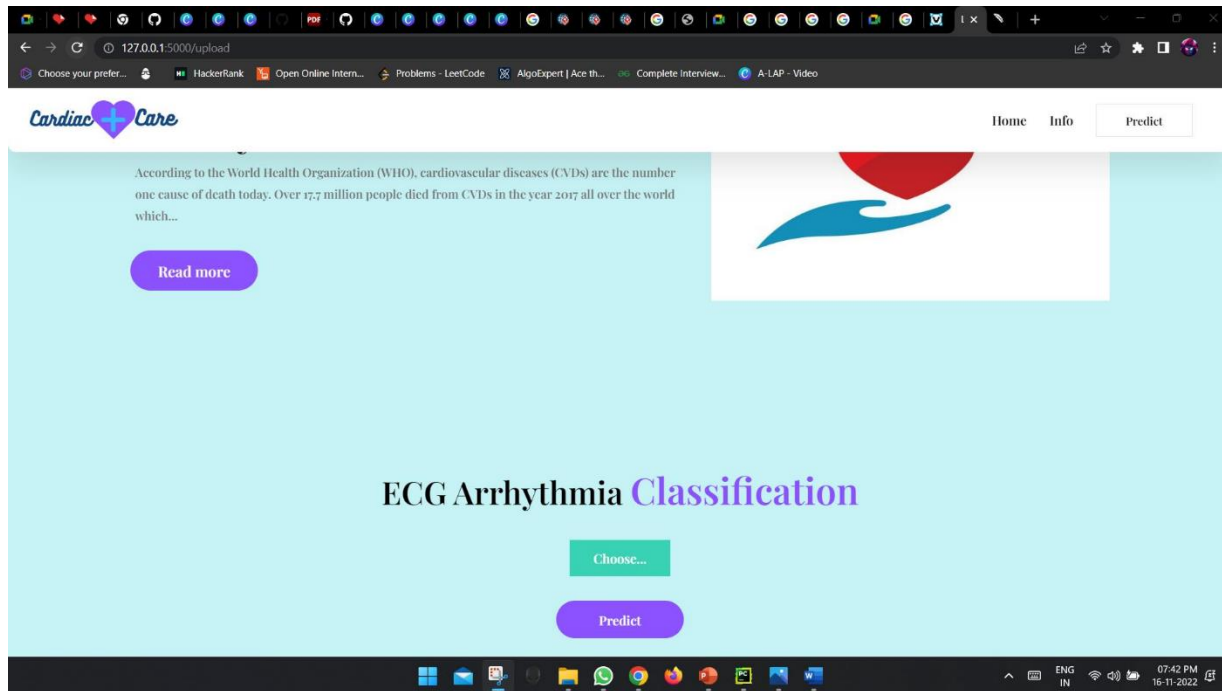 PDF
127.0.0.1:5000/upload
Choose your prefer... HackerRank Open Online Intern... Problems - LeetCode AlgoExpert | Ace th... Complete Interview... A-LAP - Video
Cardiac Care Home Info Predict
According to the World Health Organization (WHO), cardiovascular diseases (CVDs) are the number
one cause of death today. Over 17.7 million people died from CVDs in the year 2017 all over the world
which...
Read more
ECG Arrhythmia Classification
Choose...
Predict
ENG
IN
07:42 PM
16-11-2022